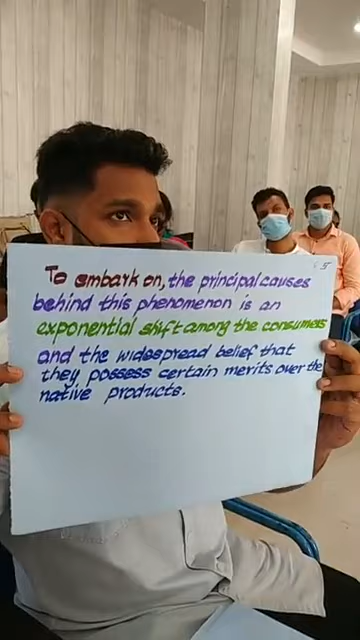 5
To embark on, the principal causes
behind this phenomenon is an
exponential shift among the consumers
and the widespread belief that
they possess certain merits over the
native products.